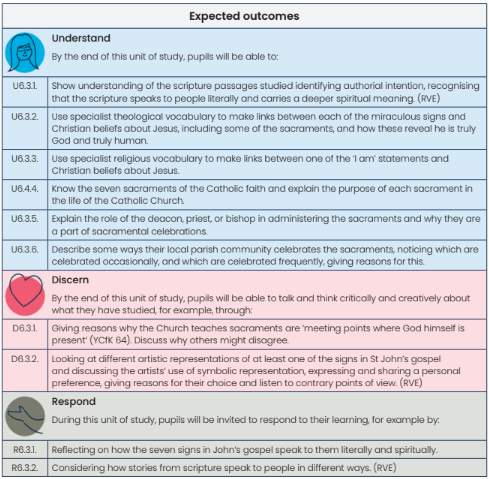 Expected outcomes
Understand
By the end of this unit of study, pupils will be able to:
U6.3.1. Show understanding of the scripture passages studied identifying authorial intention, recognising
that the scripture speaks to people literally and carries a deeper spiritual meaning. (RVE)
U6.3.2. Use specialist theological vocabulary to make links between each of the miraculous signs and
Christian beliefs about Jesus, including some of the sacraments, and how these reveal he is truly
God and truly human.
U6.3.3. Use specialist religious vocabulary to make links between one of the 'I am' statements and
Christian beliefs about Jesus.
U6.4.4. Know the seven sacraments of the Catholic faith and explain the purpose of each sacrament in
the life of the Catholic Church.
U6.3.5. Explain the role of the deacon, priest, or bishop in administering the sacraments and why they are
a part of sacramental celebrations.
U6.3.6. Describe some ways their local parish community celebrates the sacraments, noticing which are
celebrated occasionally, and which are celebrated frequently, giving reasons for this.
Discern
By the end of this unit of study, pupils will be able to talk and think critically and creatively about
what they have studied, for example, through:
D6.3.1. Giving reasons why the Church teaches sacraments are 'meeting points where God himself is
present' (YCfK 64). Discuss why others might disagree.
D6.3.2. Looking at different artistic representations of at least one of the signs in St John's gospel
and discussing the artists' use of symbolic representation, expressing and sharing a personal
preference, giving reasons for their choice and listen to contrary points of view. (RVE)
Respond
During this unit of study, pupils will be invited to respond to their learning, for example by:
R6.3.1. Reflecting on how the seven signs in John's gospel speak to them literally and spiritually.
R6.3.2. Considering how stories from scripture speak to people in different ways. (RVE)